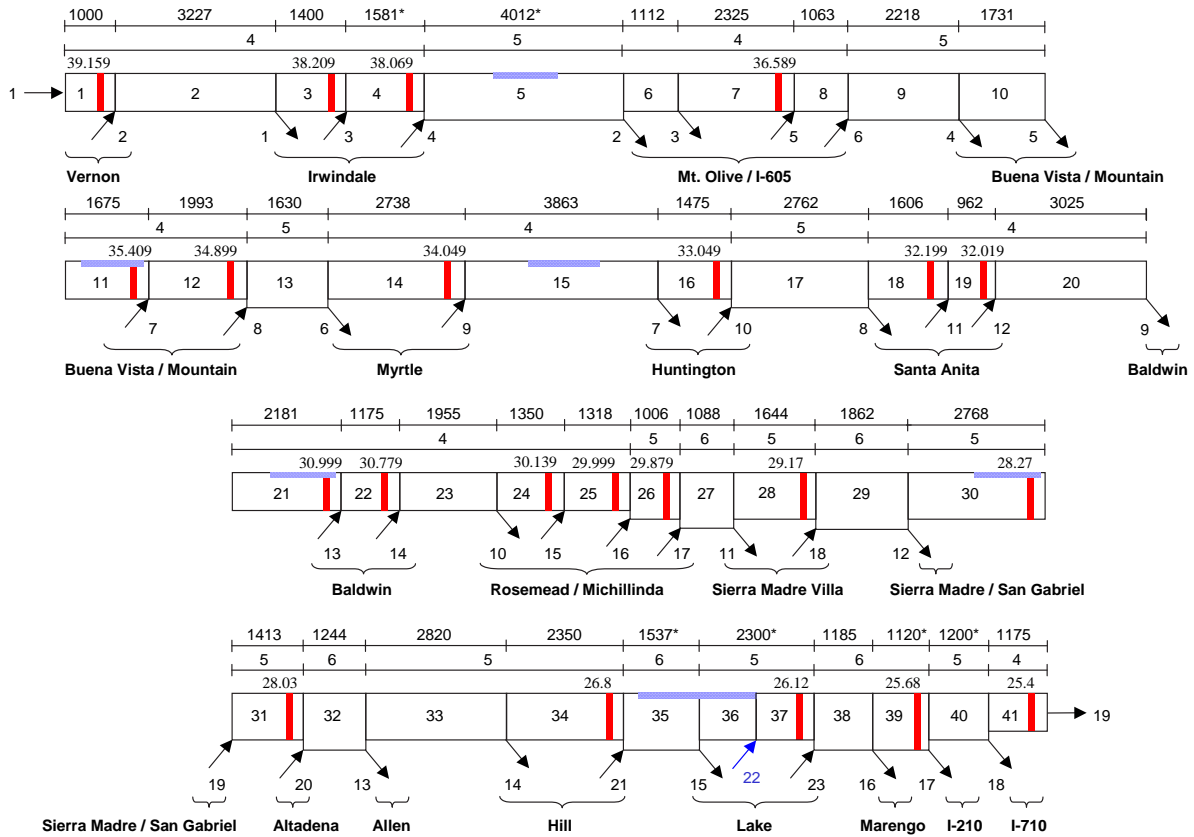 1000 3227 1400 1581* 4012* 1112 2325 1063 2218 1731
4 5 4 5
39.159 38.209 38.069 36.589
1 1 2 3 4 5 6 7 8 9 10
2 1 3 4 2 3 5 6 4 5
Vernon Irwindale Mt. Olive / I-605 Buena Vista / Mountain
1675 1993 1630 2738 3863 1475 2762 1606 962 3025
4 5 4 5 4
35.409 34.899 34.049 33.049 32.199 32.019
11 12 13 14 15 16 17 18 19 20
7 8 6 9 7 10 8 11 12 9
Buena Vista / Mountain Myrtle Huntington Santa Anita Baldwin
2181 1175 1955 1350 1318 1006 1088 1644 1862 2768
4 5 6 5 6 5
30.999 30.779 30.139 29.999 29.879 29.17 28.27
21 22 23 24 25 26 27 28 29 30
13 14 10 15 16 17 11 18 12
Baldwin Rosemead / Michillinda Sierra Madre Villa Sierra Madre / San Gabriel
1413 1244 2820 2350 1537* 2300* 1185 1120* 1200* 1175
5 6 5 6 5 6 5 4
28.03 26.8 26.12 25.68 25.4
31 32 33 34 35 36 37 38 39 40 41 19
19 20 13 14 21 15 22 23 16 17 18
Sierra Madre / San Gabriel Altadena Allen Hill Lake Marengo I-210 I-710